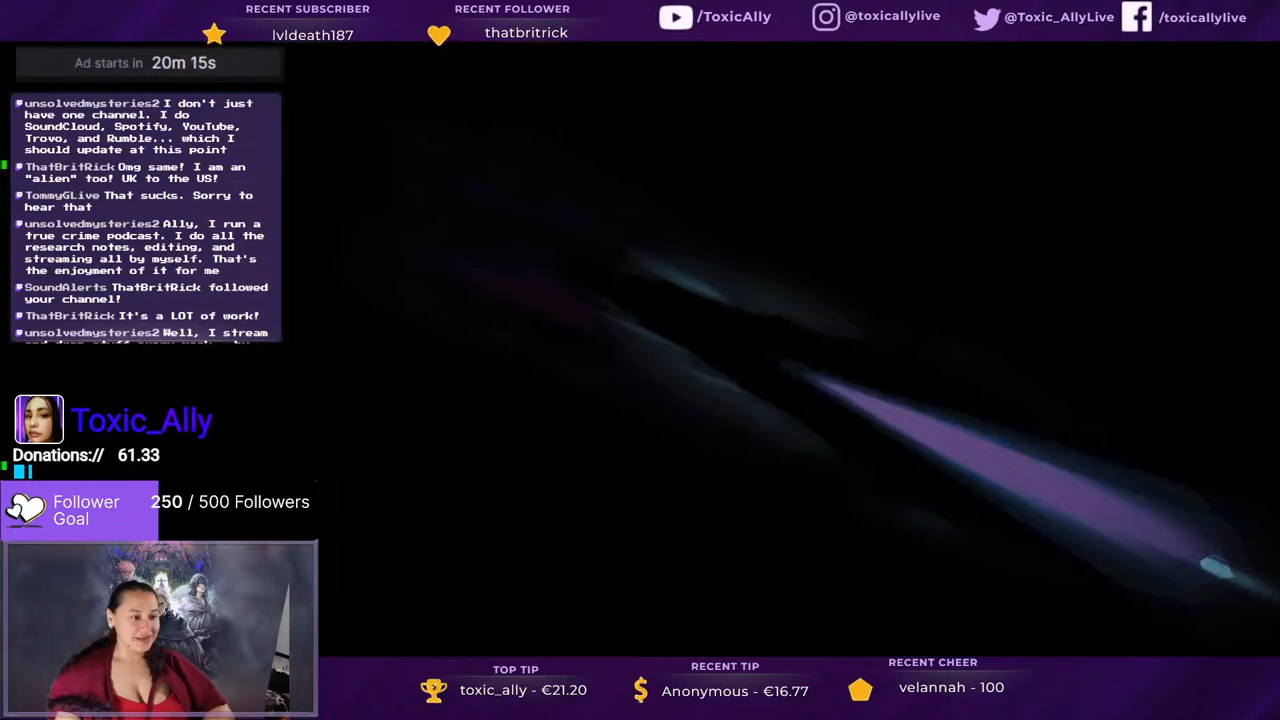 RECENT SUBSCRIBER
lvldeath187
RECENT FOLLOWER
thatbritrick
/ToxicAlly
@toxicallylive
@Toxic_AllyLive
/toxicallylive
Ad starts in 20m 15s
unsolvedmysteries2 I don't just
have one channel. I do
SoundCloud, Spotify, YouTube,
Trovo, and Rumble... which I
should update at this point
ThatBritRick Omg same! I am an
"alien" too! UK to the US!
TommyGLive That sucks. Sorry to
hear that
unsolvedmysteries2 Ally, I run a
true crime podcast. I do all the
research notes, editing, and
streaming all by myself. That's
the enjoyment of it for me
SoundAlerts ThatBritRick followed
your channel!
ThatBritRick It's a LOT of work!
unsolvedmysteries2 Well, I stream
Toxic_Ally
Donations:// 61.33
Follower
Goal
250 / 500 Followers
TOP TIP
toxic_ally - €21.20
RECENT TIP
Anonymous - €16.77
RECENT CHEER
velannah - 100